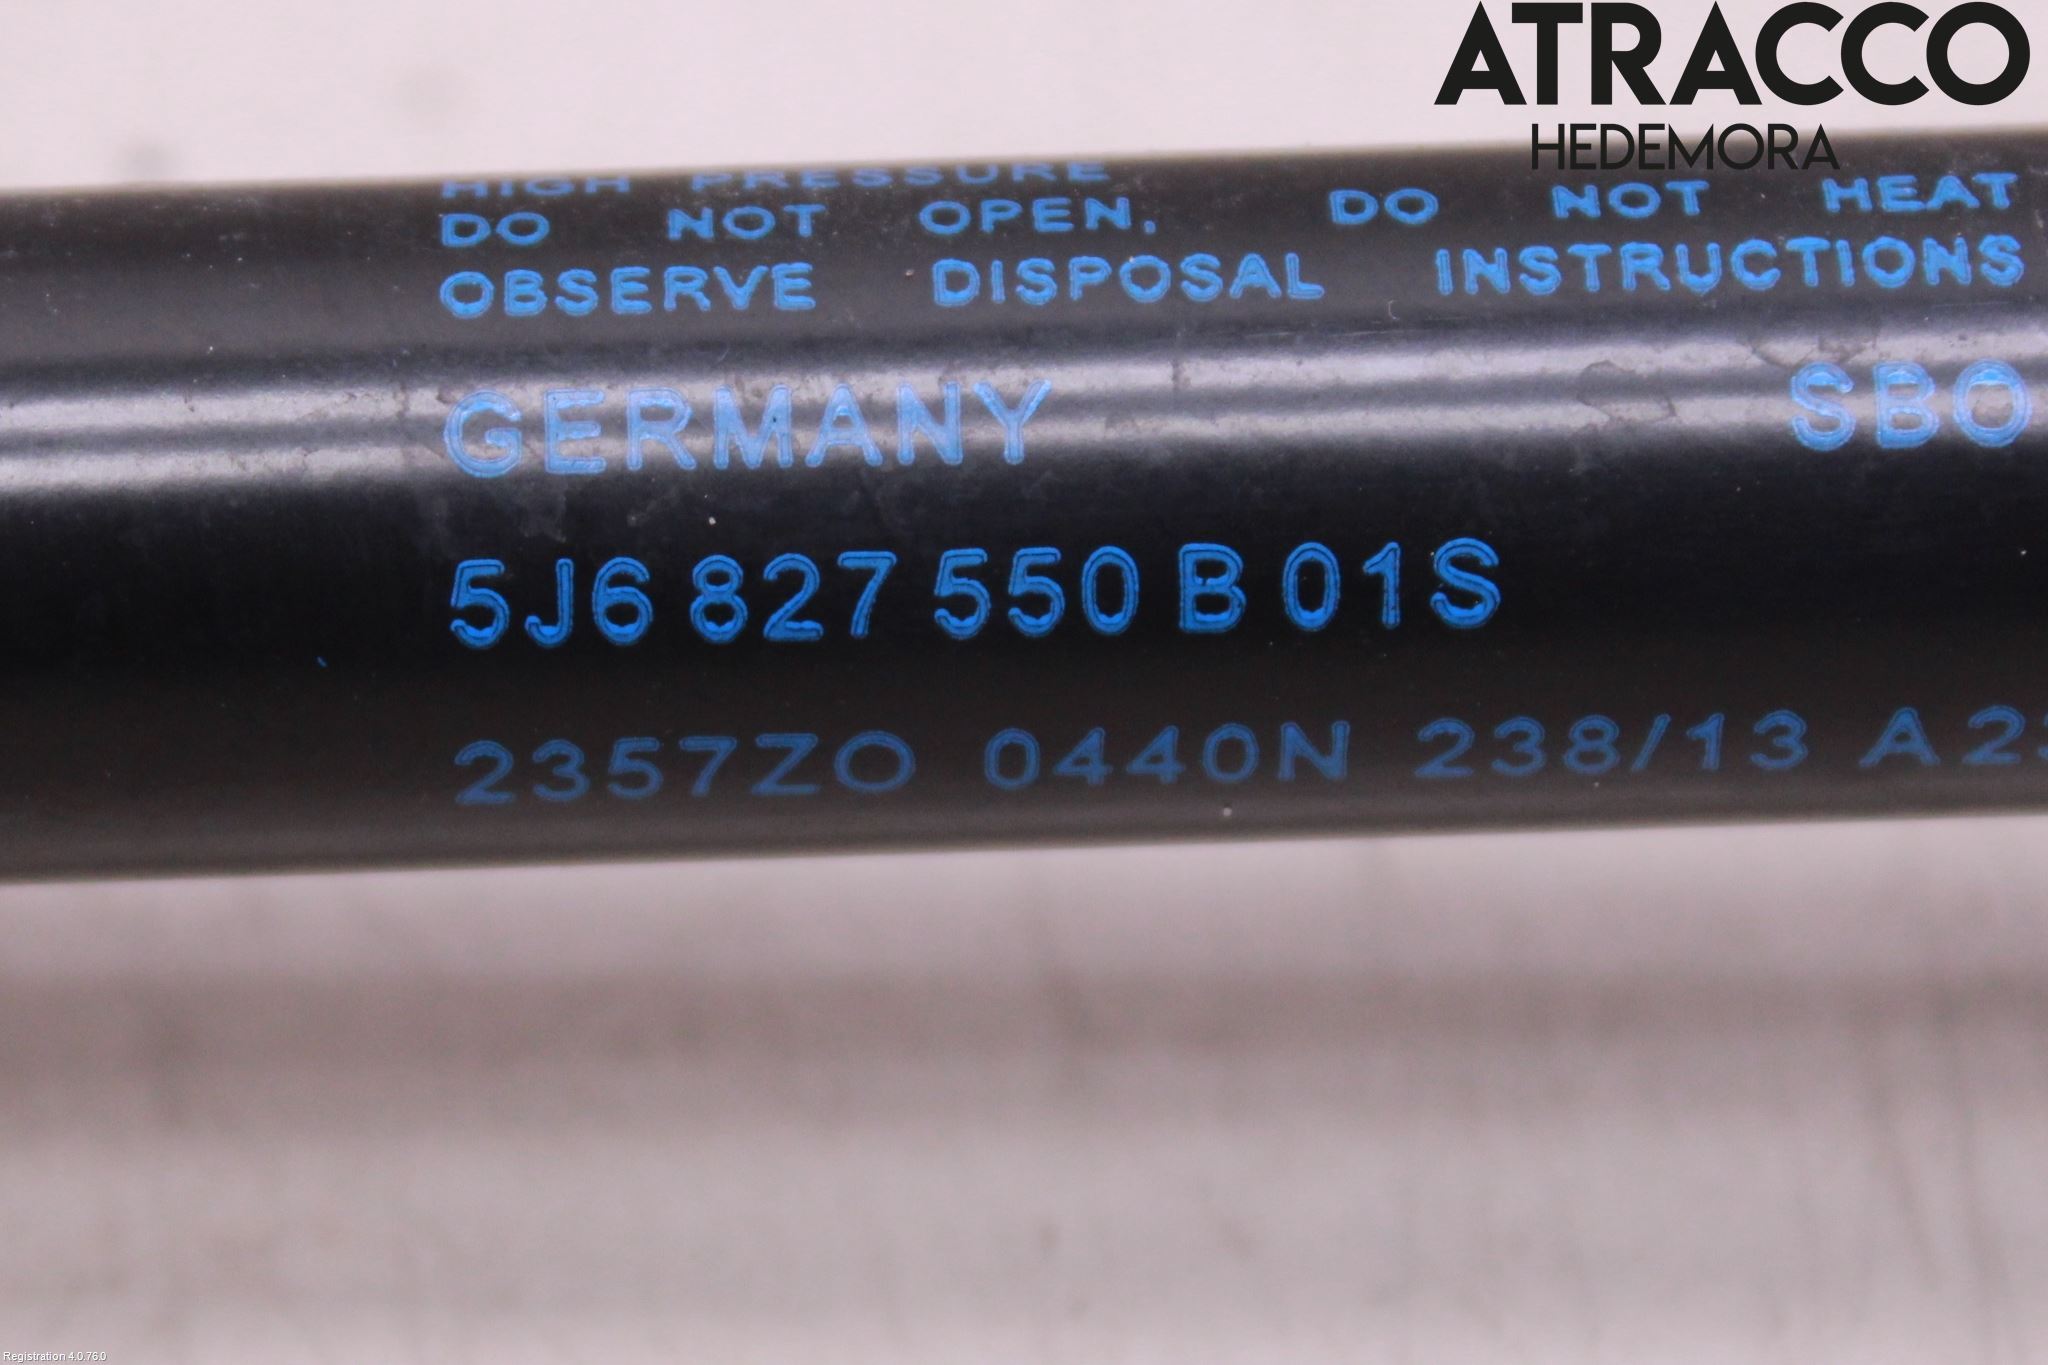 ATRACCO
HEDEMORA
HIGH PRESSURE
DO NOT OPEN, DO NOT HEAT
OBSERVE DISPOSAL INSTRUCTIONS
GERMANY SBO
5J6 827 550 B 01S
2357ZO 0440N 238/13 A 23
Registration 4.0.76.0